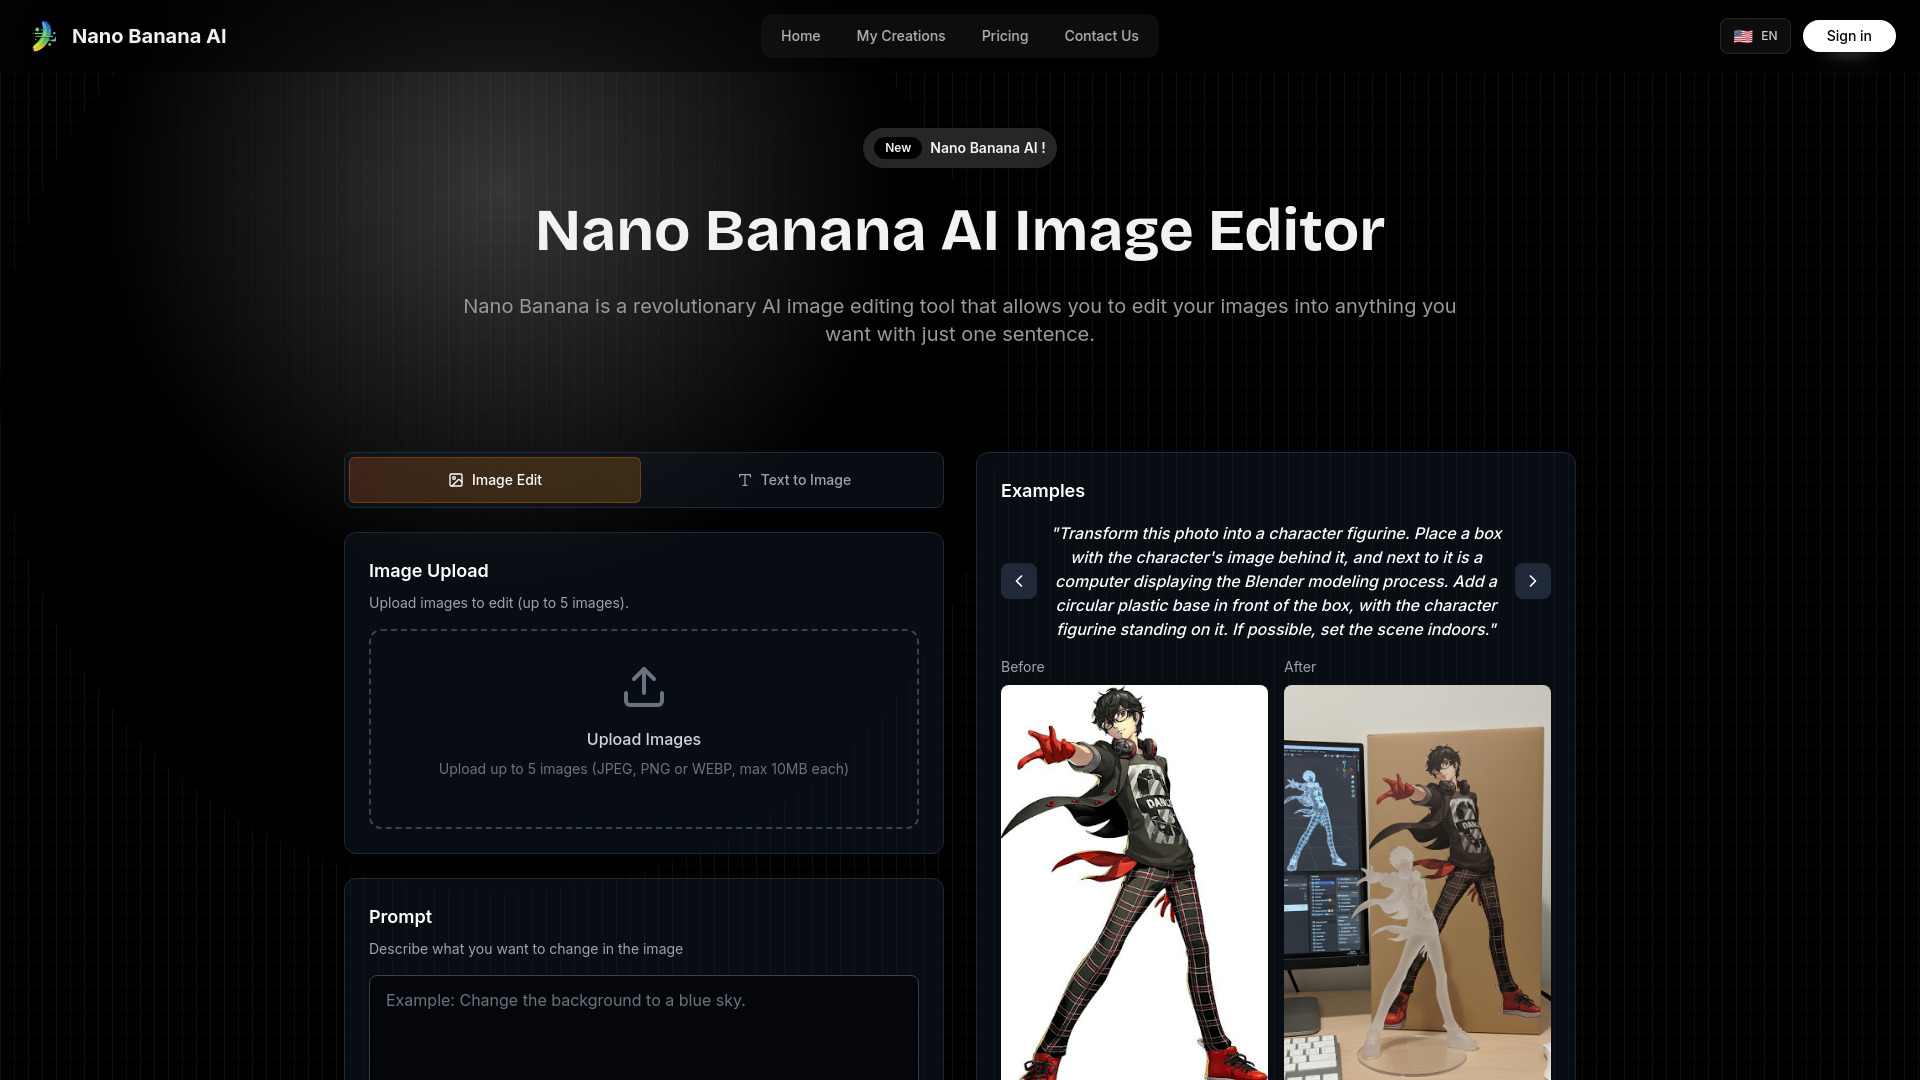 Nano Banana AI
Home
My Creations
Pricing
Contact Us
EN
Sign in
New
Nano Banana AI !
Nano Banana AI Image Editor
Nano Banana is a revolutionary AI image editing tool that allows you to edit your images into anything you
want with just one sentence.
Image Edit
Text to Image
Image Upload
Upload images to edit (up to 5 images).
Upload Images
Upload up to 5 images (JPEG, PNG or WEBP, max 10MB each)
Prompt
Describe what you want to change in the image
Example: Change the background to a blue sky.
Examples
"Transform this photo into a character figurine. Place a box
with the character's image behind it, and next to it is a
computer displaying the Blender modeling process. Add a
circular plastic base in front of the box, with the character
figurine standing on it. If possible, set the scene indoors."
Before
After